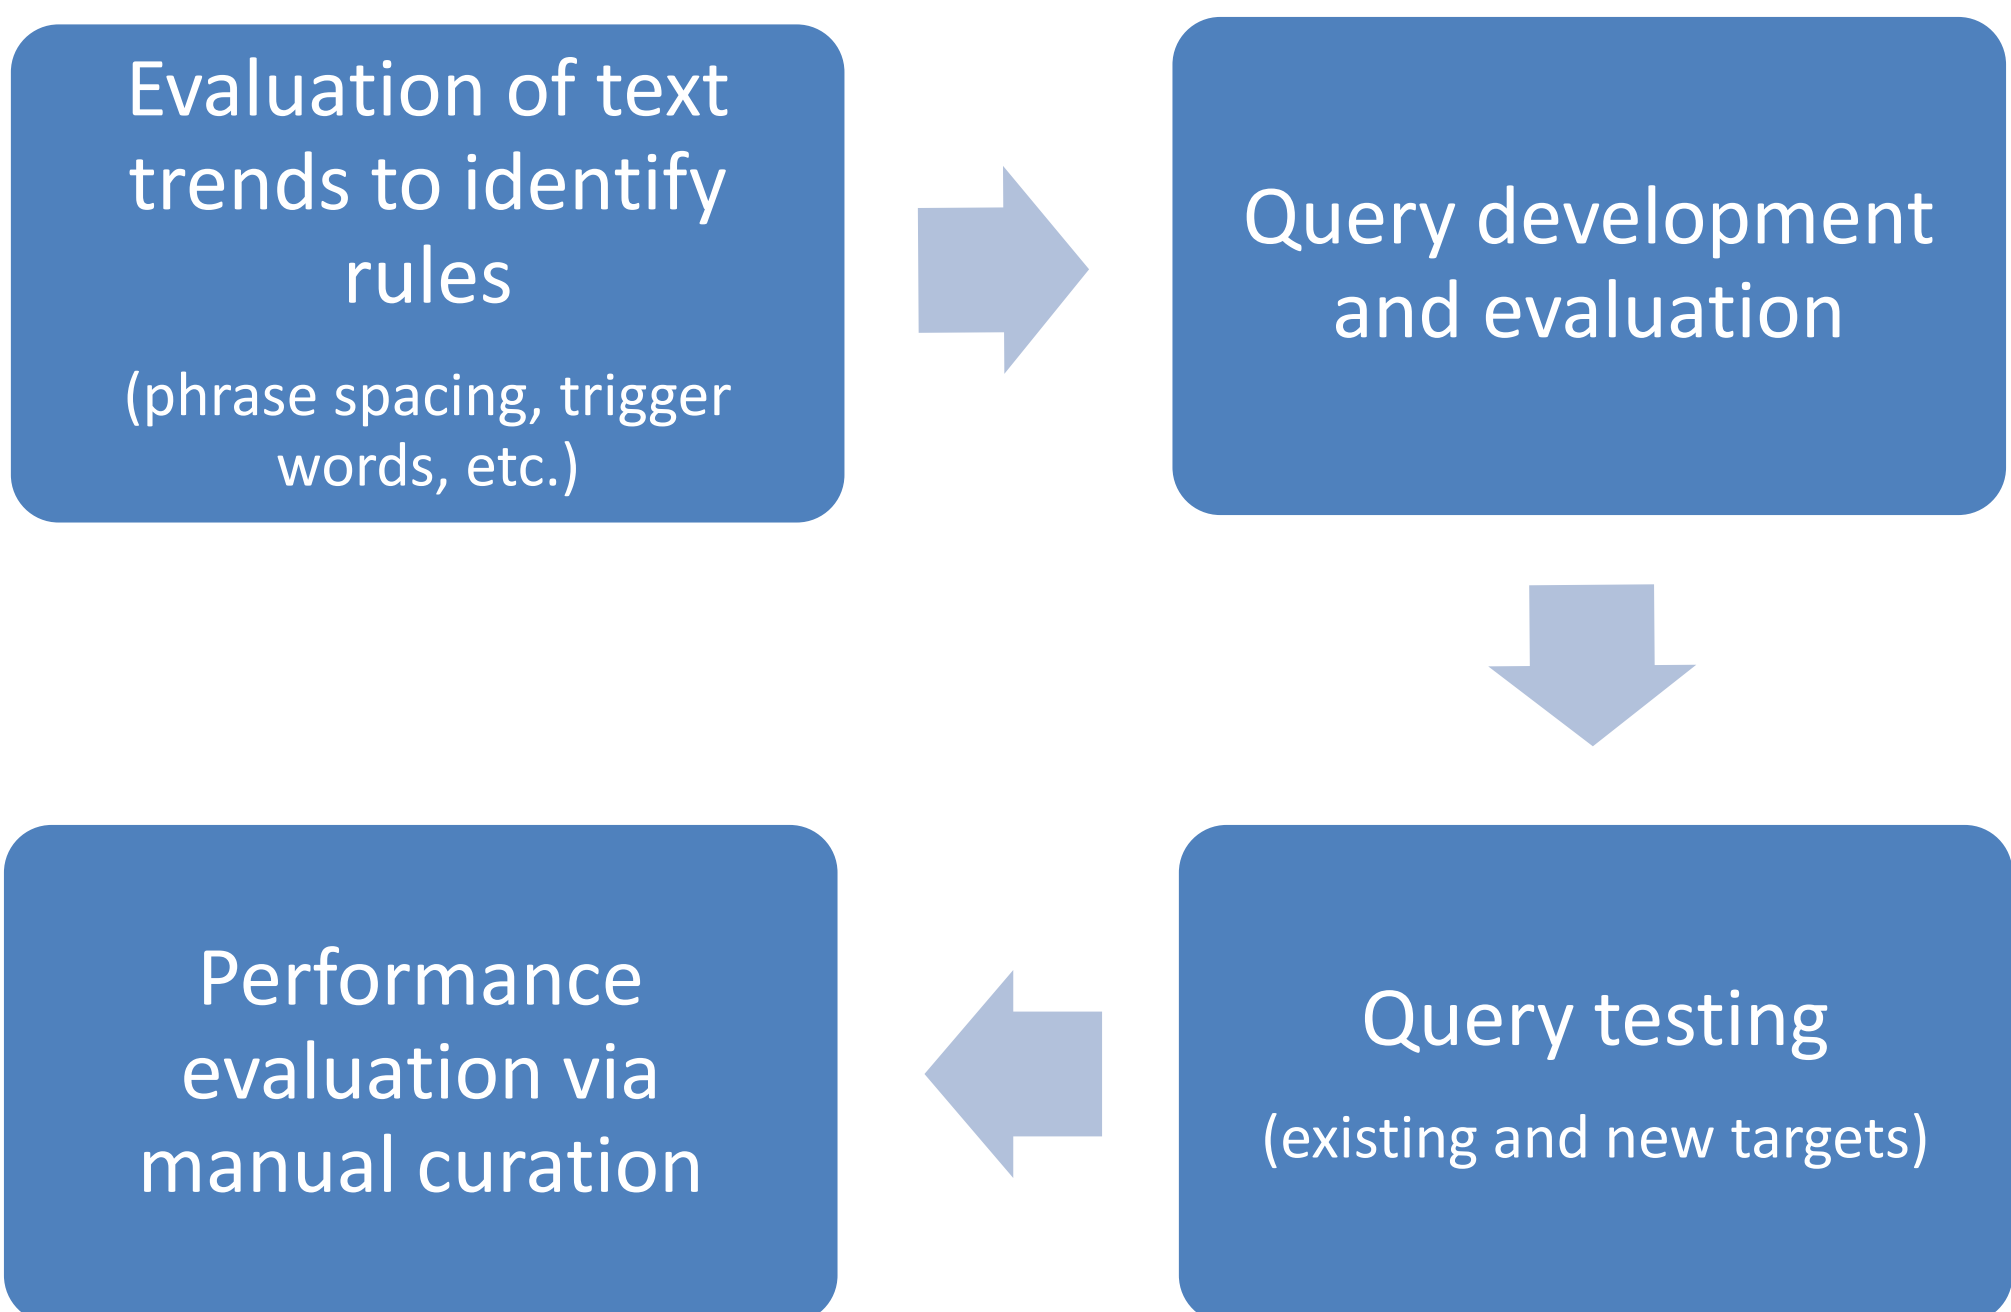 Evaluation of text
trends to identify
rules
(phrase spacing, trigger
words, etc.)
Query development
and evaluation
Query testing
(existing and new targets)
Performance
evaluation via
manual curation